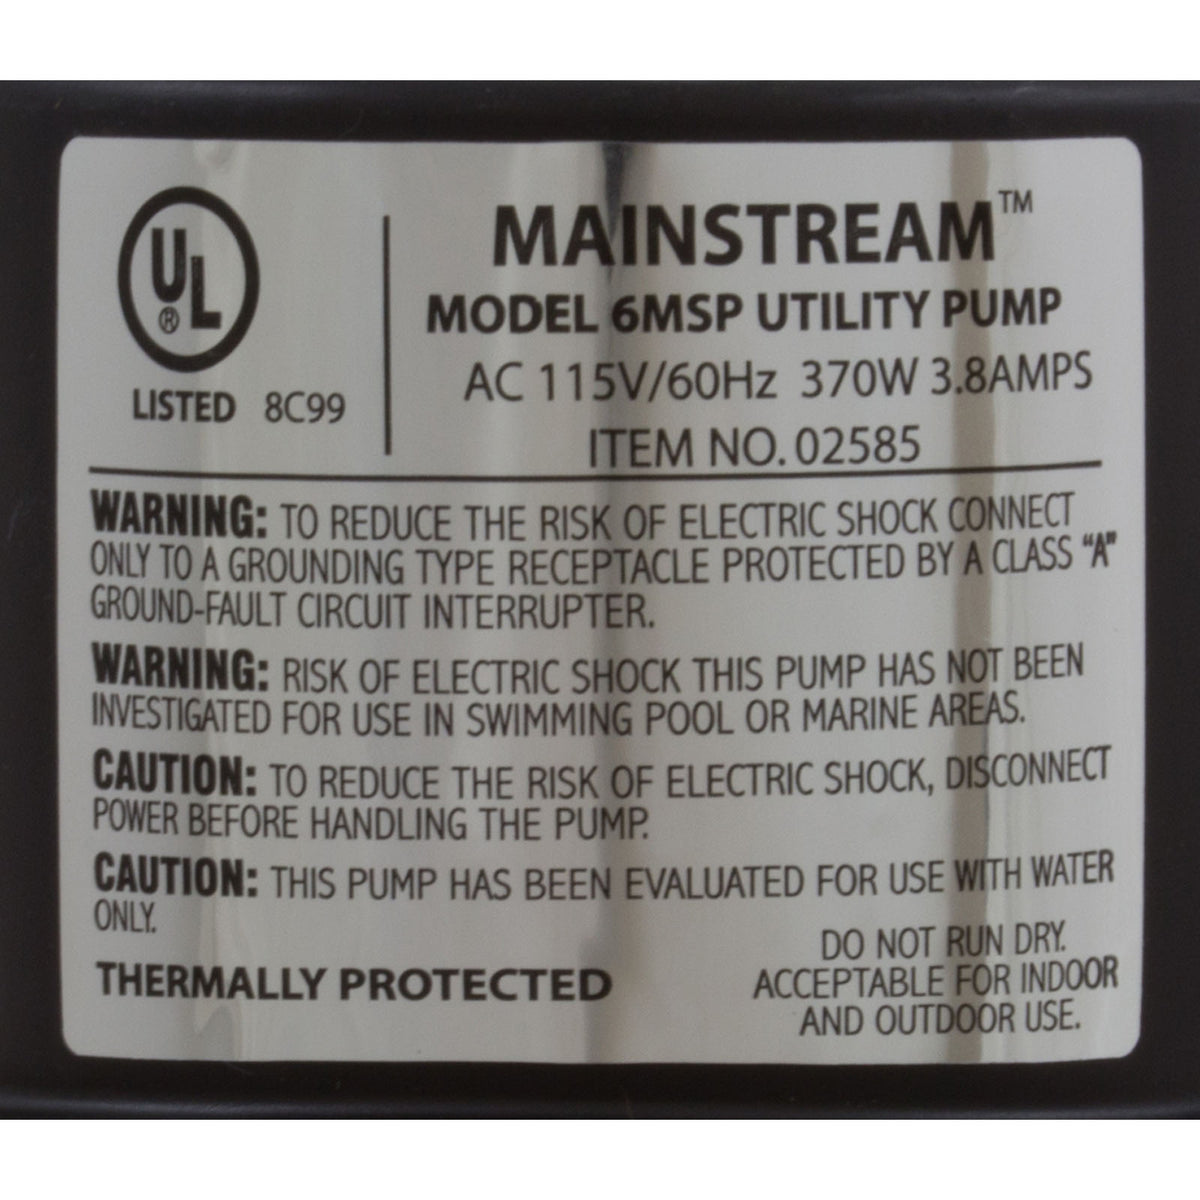 UL
®
LISTED 8C99
MAINSTREAM™
MODEL 6MSP UTILITY PUMP
AC 115V/60Hz 370W 3.8AMPS
ITEM NO. 02585
WARNING: TO REDUCE THE RISK OF ELECTRIC SHOCK CONNECT
ONLY TO A GROUNDING TYPE RECEPTACLE PROTECTED BY A CLASS “A”
GROUND-FAULT CIRCUIT INTERRUPTER.
WARNING: RISK OF ELECTRIC SHOCK THIS PUMP HAS NOT BEEN
INVESTIGATED FOR USE IN SWIMMING POOL OR MARINE AREAS.
CAUTION: TO REDUCE THE RISK OF ELECTRIC SHOCK, DISCONNECT
POWER BEFORE HANDLING THE PUMP.
CAUTION: THIS PUMP HAS BEEN EVALUATED FOR USE WITH WATER
ONLY.
THERMALLY PROTECTED
DO NOT RUN DRY.
ACCEPTABLE FOR INDOOR
AND OUTDOOR USE.